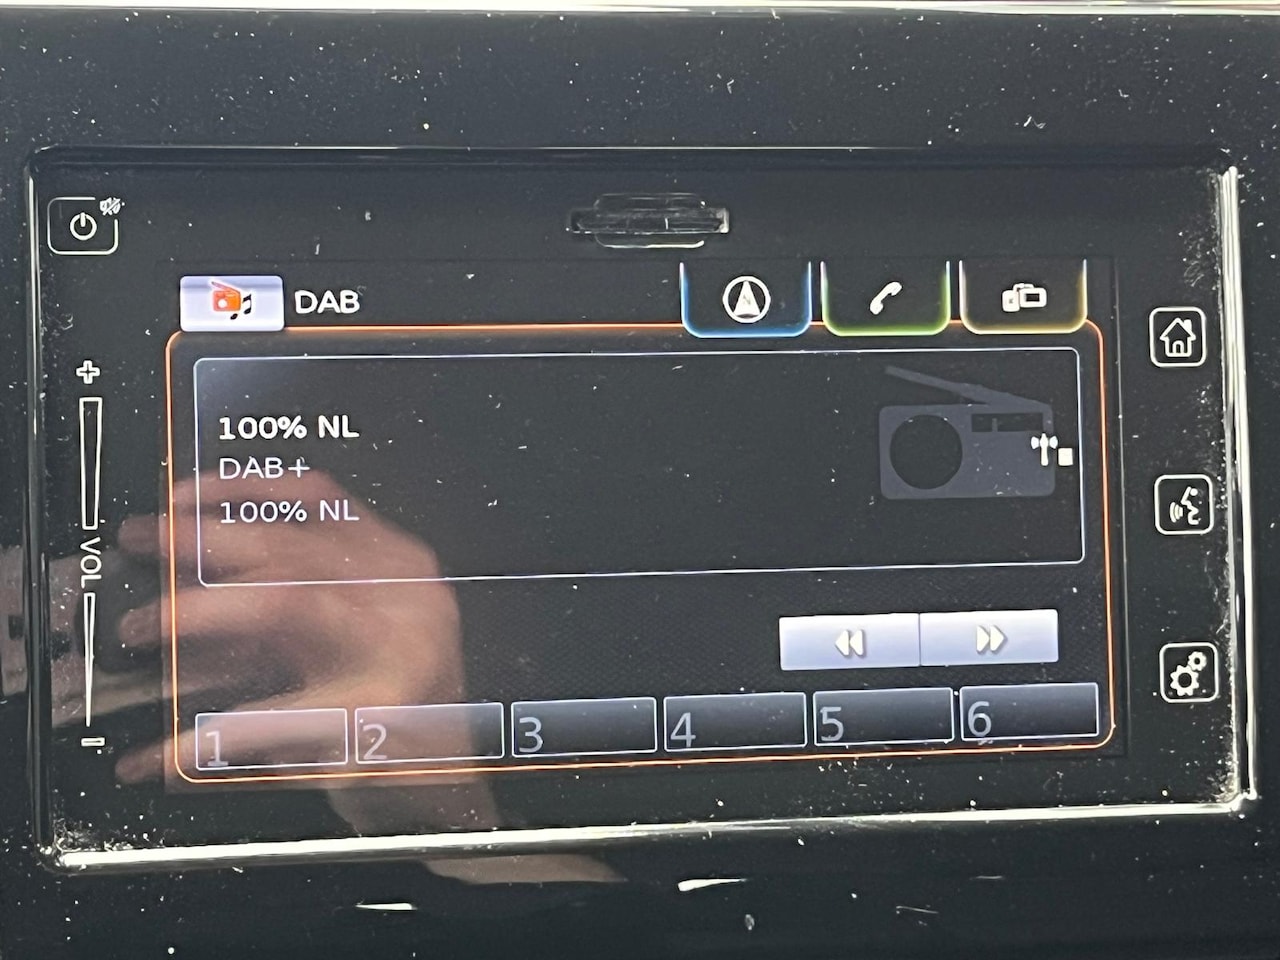 DAB
100% NL
DAB+
100% NL
+
VOL
-
1 2 3 4 5 6